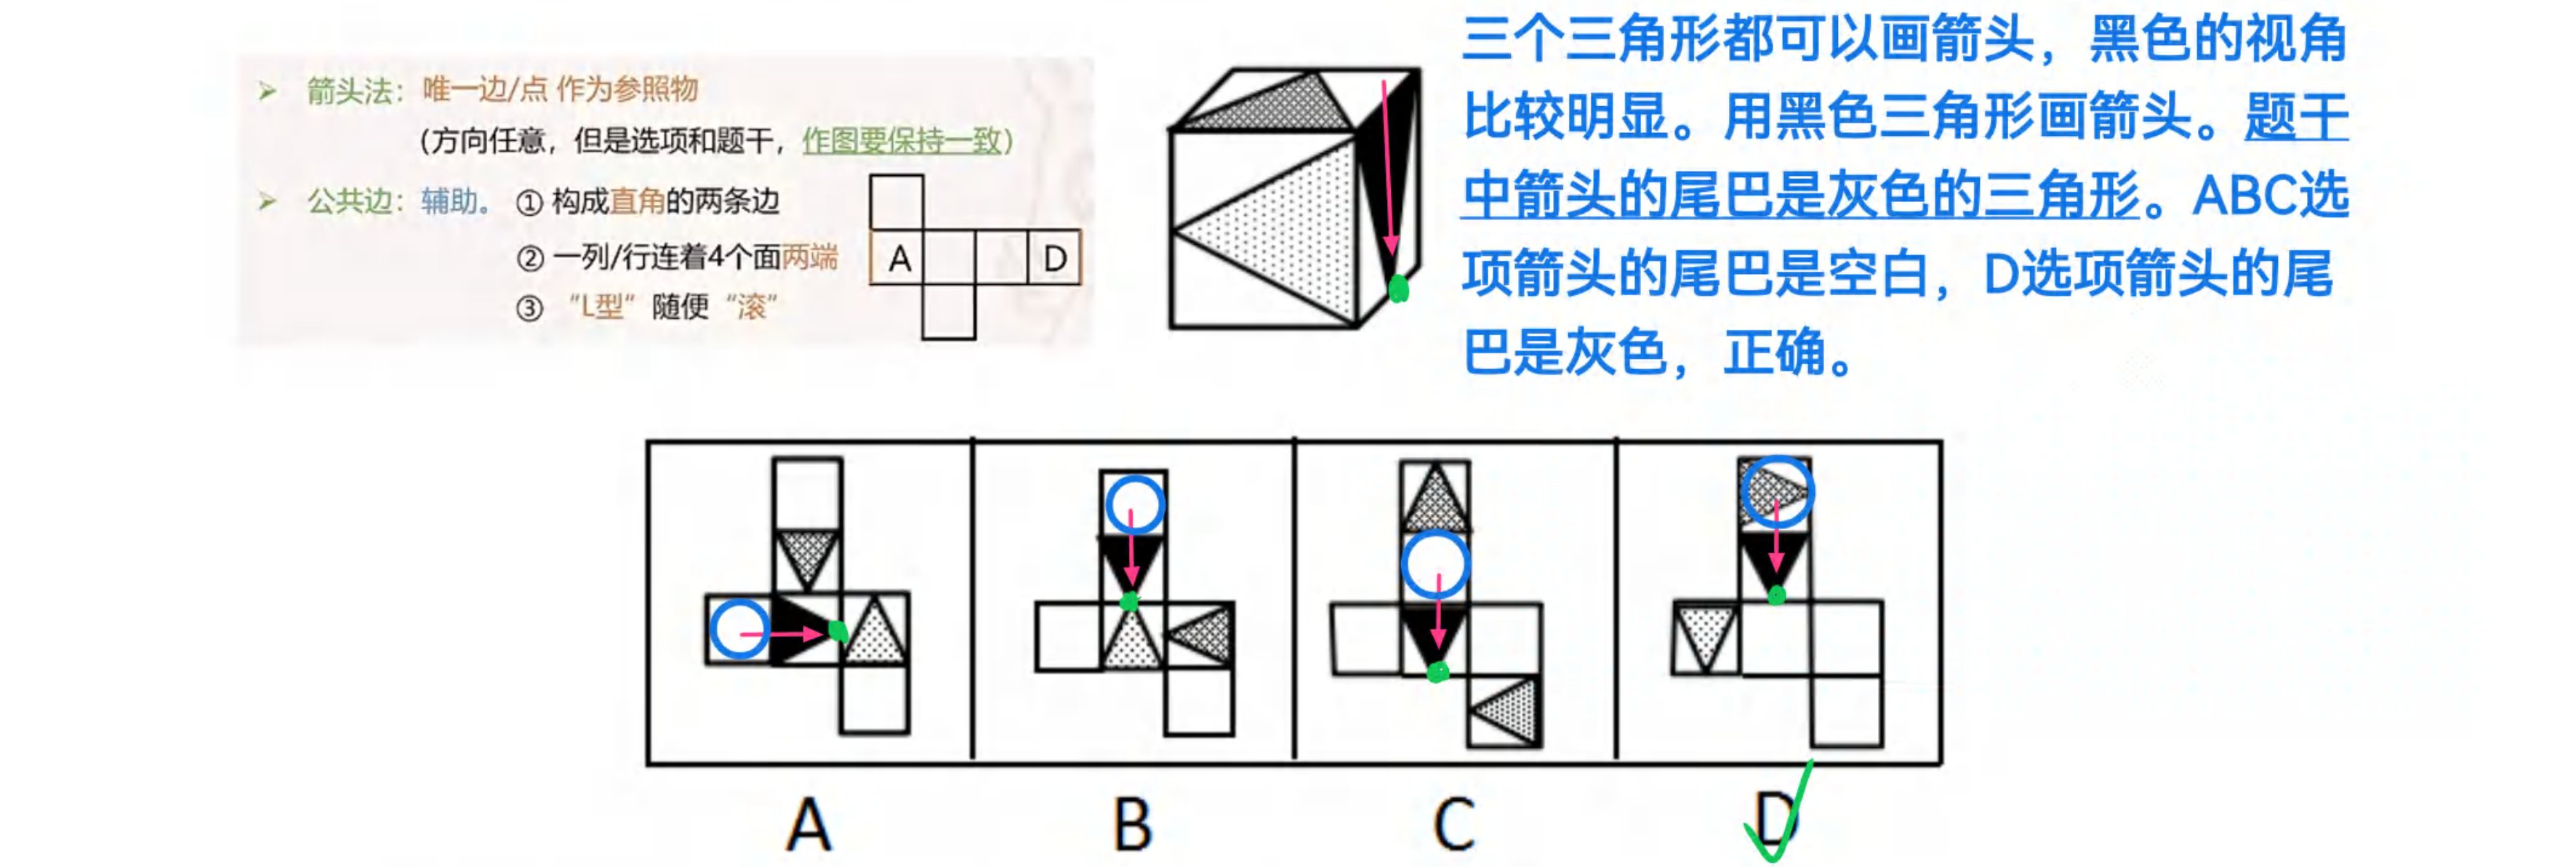 ➢ 箭头法：唯一边/点 作为参照物
(方向任意，但是选项和题干，作图要保持一致)
➢ 公共边：辅助。① 构成直角的两条边
② 一列/行连着4个面两端
③ “L型”随便“滚”
A D
三个三角形都可以画箭头，黑色的视角
比较明显。用黑色三角形画箭头。题干
中箭头的尾巴是灰色的三角形。ABC选
项箭头的尾巴是空白，D选项箭头的尾
巴是灰色，正确。
A B C D